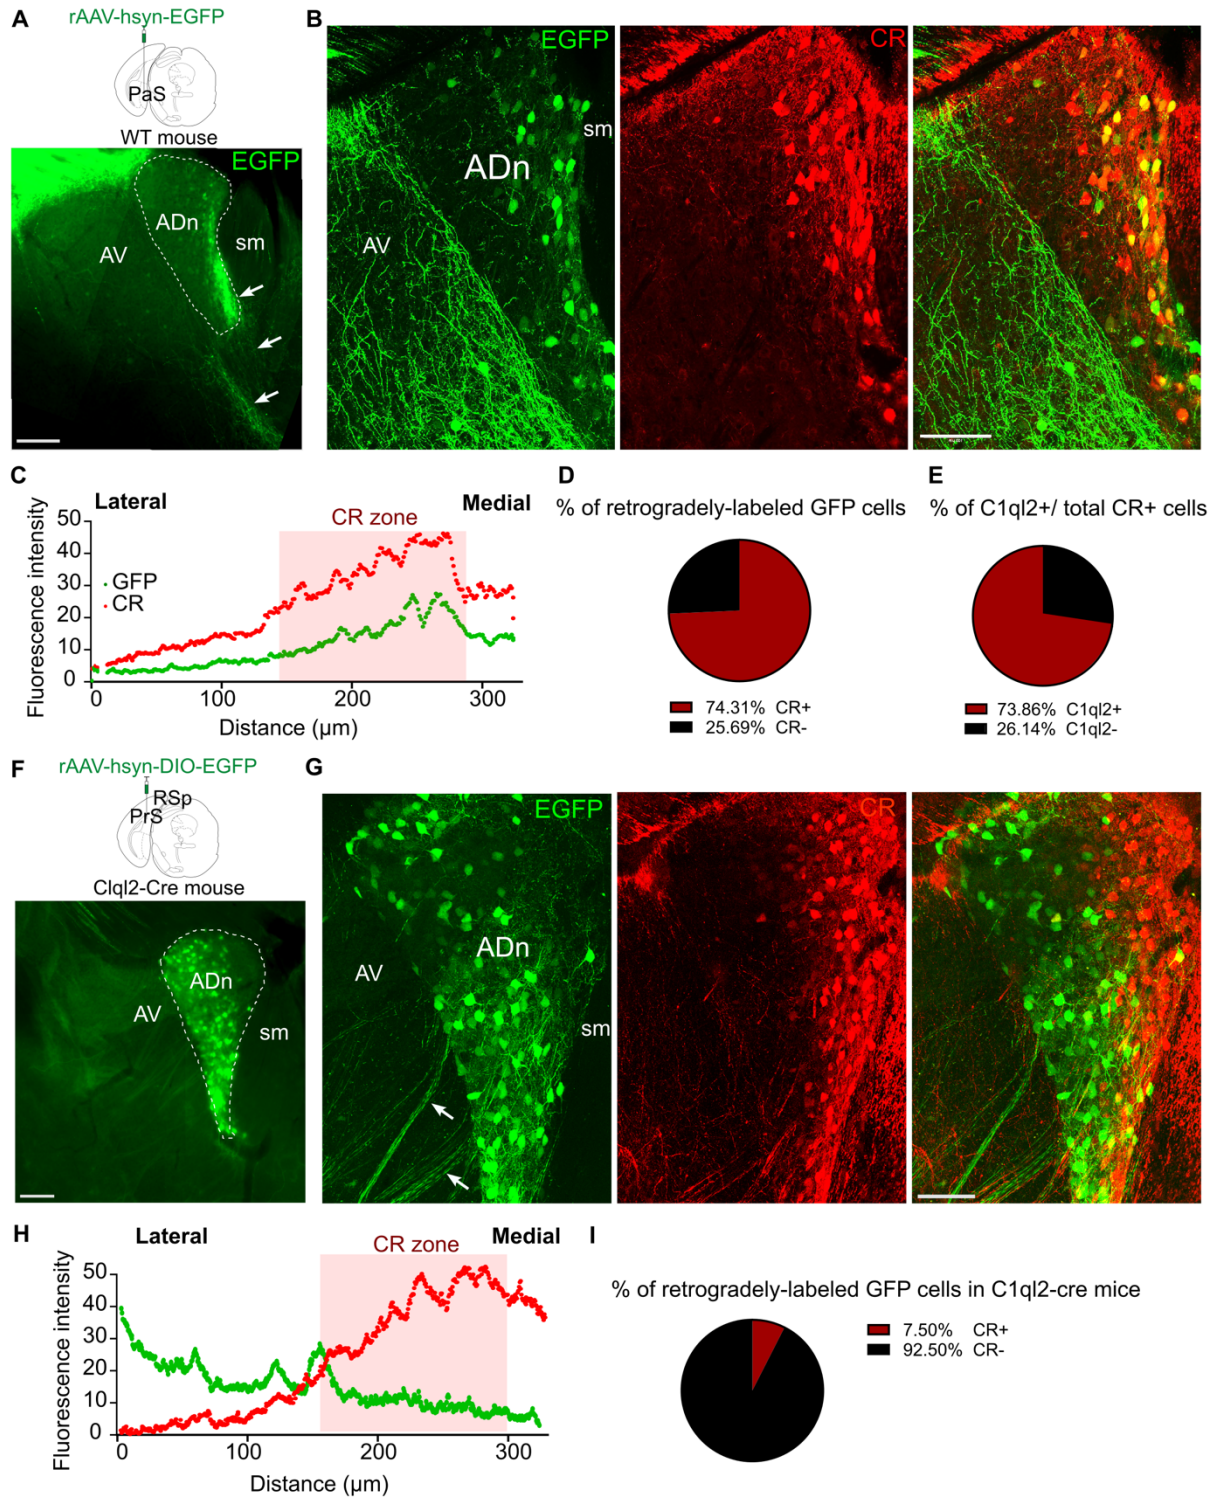 A
rAAV-hsyn-EGFP
PaS
WT mouse
EGFP
ADn
AV
sm
B
EGFP
ADn
AV
sm
CR
C
Lateral
Medial
CR zone
Fluorescence intensity
50
40
30
20
10
0
GFP
CR
0 100 200 300
Distance (µm)
D
% of retrogradely-labeled GFP cells
74.31% CR+
25.69% CR-
E
% of C1ql2+/ total CR+ cells
73.86% C1ql2+
26.14% C1ql2-
F
rAAV-hsyn-DIO-EGFP
RSp
PrS
Clql2-Cre mouse
ADn
AV
sm
G
EGFP
ADn
AV
sm
CR
H
Lateral
Medial
CR zone
Fluorescence intensity
50
40
30
20
10
0
0 100 200 300
Distance (µm)
I
% of retrogradely-labeled GFP cells in C1ql2-cre mice
7.50% CR+
92.50% CR-